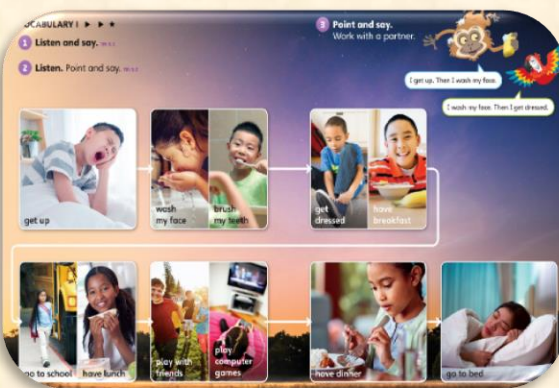 VOCABULARY 1
1 Listen and say.
2 Listen. Point and say.
3 Point and say.
Work with a partner.
I get up. Then I wash my face.
I wash my face. Then I get dressed.
get up
wash
my face
brush
my teeth
get
dressed
have
breakfast
go to school
have lunch
play with
friends
play
computer
games
have dinner
go to bed